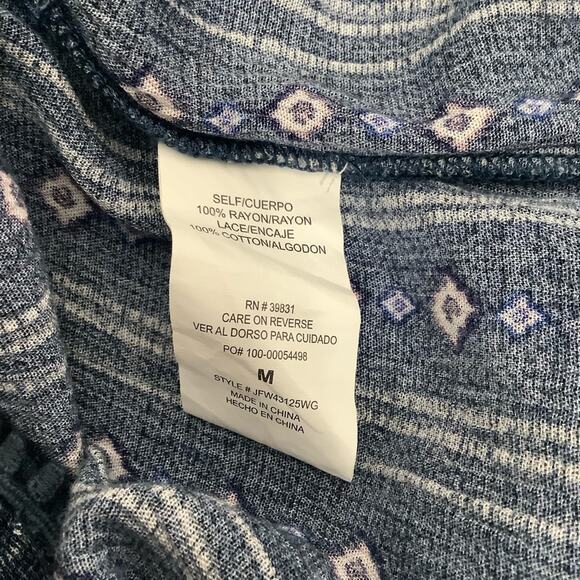 SELF/CUERPO
100% RAYON/RAYON
LACE/ENCAJE
100% COTTON/ALGODON
RN # 39831
CARE ON REVERSE
VER AL DORSO PARA CUIDADO
PO# 100-00054498
M
STYLE # JFW43125WG
MADE IN CHINA
HECHO EN CHINA